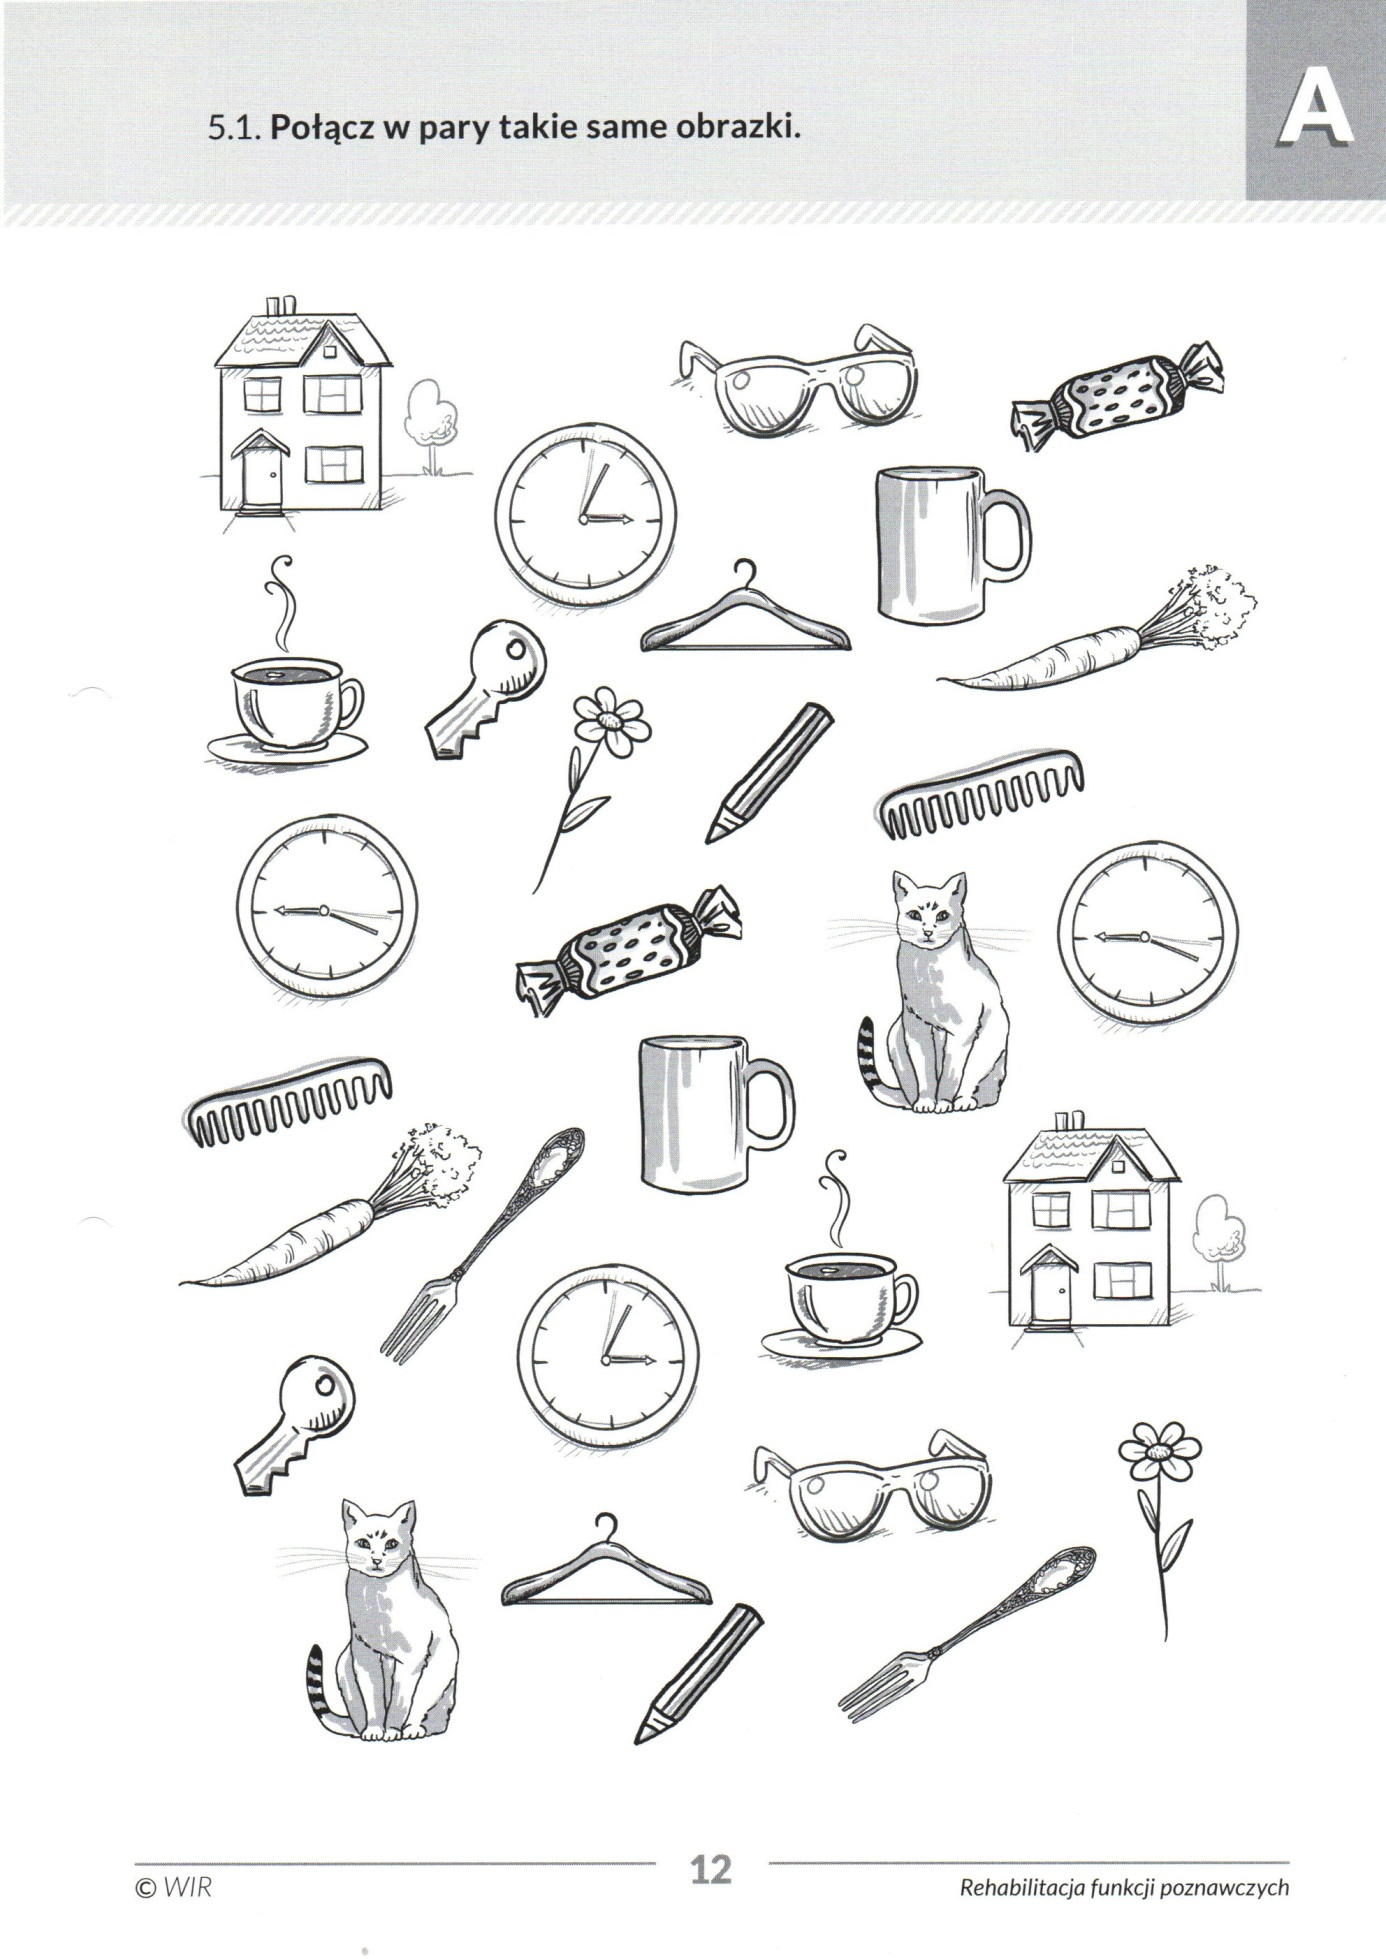 A
5.1. Połącz w pary takie same obrazki.
12
© WIR
Rehabilitacja funkcji poznawczych